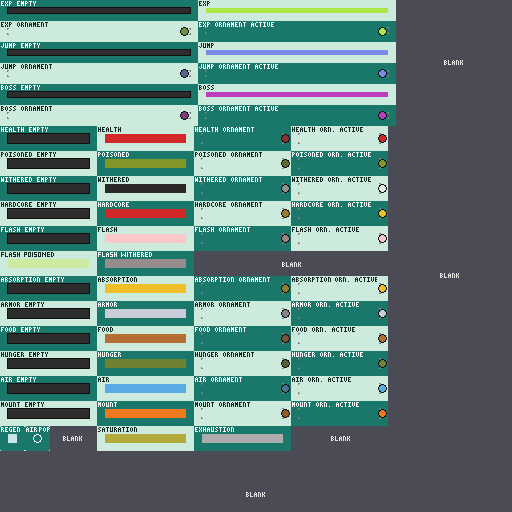 EXP EMPTY EXP
EXP ORNAMENT EXP ORNAMENT ACTIVE
JUMP EMPTY JUMP
BLANK
JUMP ORNAMENT JUMP ORNAMENT ACTIVE
BOSS EMPTY BOSS
BOSS ORNAMENT BOSS ORNAMENT ACTIVE
HEALTH EMPTY HEALTH HEALTH ORNAMENT HEALTH ORN. ACTIVE
POISONED EMPTY POISONED POISONED ORNAMENT POISONED ORN. ACTIVE
WITHERED EMPTY WITHERED WITHERED ORNAMENT WITHERED ORN. ACTIVE
HARDCORE EMPTY HARDCORE HARDCORE ORNAMENT HARDCORE ORN. ACTIVE
FLASH EMPTY FLASH FLASH ORNAMENT FLASH ORN. ACTIVE
FLASH POISONED FLASH WITHERED
BLANK
BLANK
ABSORPTION EMPTY ABSORPTION ABSORPTION ORNAMENT ABSORPTION ORN. ACTIVE
ARMOR EMPTY ARMOR ARMOR ORNAMENT ARMOR ORN. ACTIVE
FOOD EMPTY FOOD FOOD ORNAMENT FOOD ORN. ACTIVE
HUNGER EMPTY HUNGER HUNGER ORNAMENT HUNGER ORN. ACTIVE
AIR EMPTY AIR AIR ORNAMENT AIR ORN. ACTIVE
MOUNT EMPTY MOUNT MOUNT ORNAMENT MOUNT ORN. ACTIVE
REGEN AIRPOP SATURATION EXHAUSTION
BLANK BLANK
BLANK